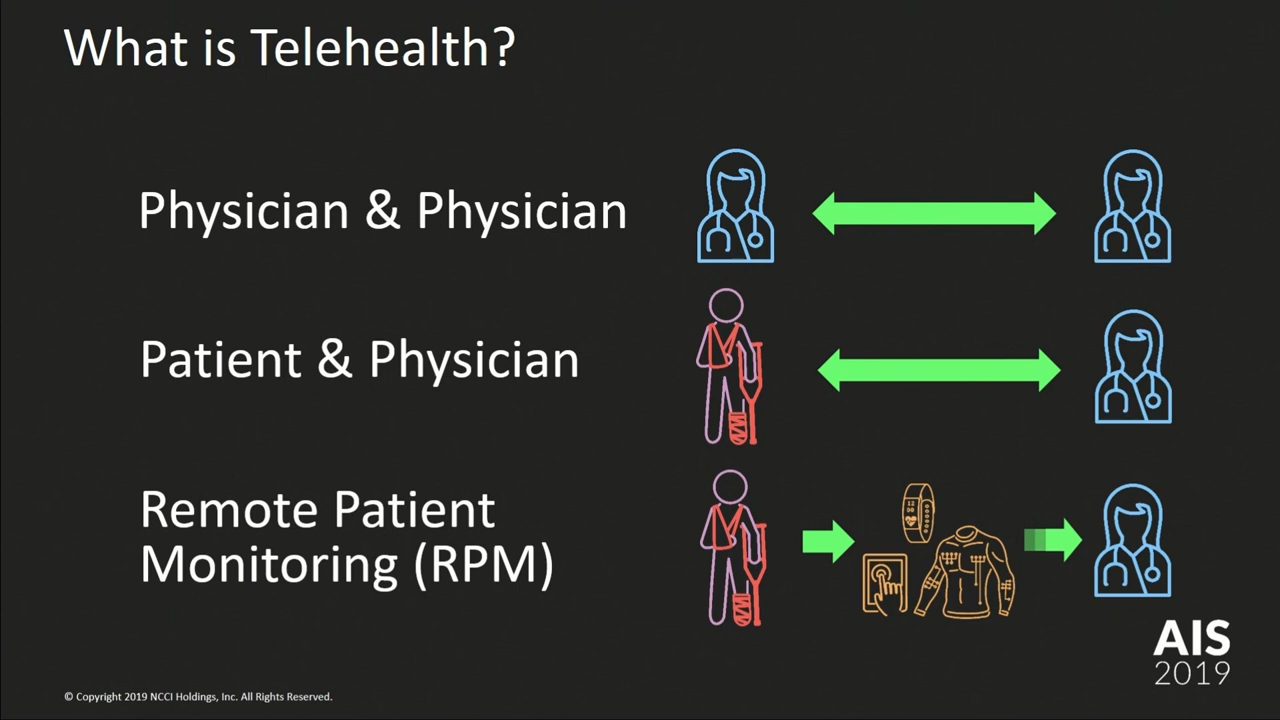 What is Telehealth?
Physician & Physician
Patient & Physician
Remote Patient
Monitoring (RPM)
AIS
2019
© Copyright 2019 NCCI Holdings, Inc. All Rights Reserved.